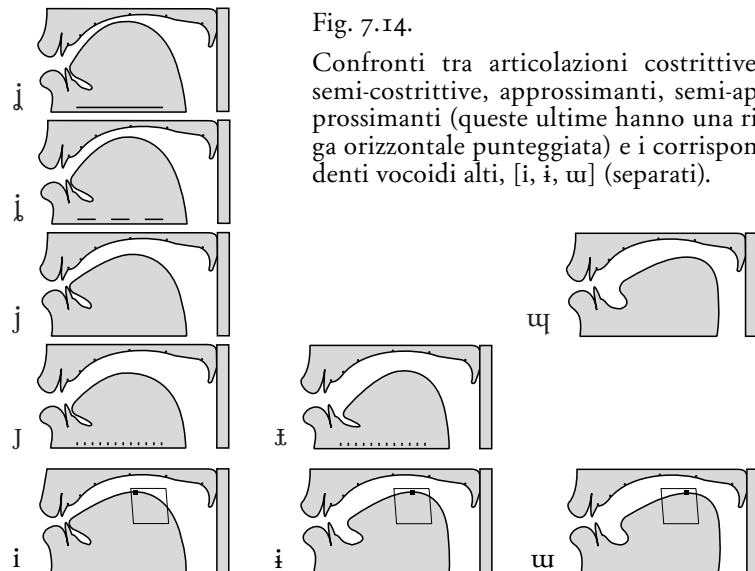 Fig. 7.14.
Confronti tra articolazioni costrittive
semi-costrittive, approssimanti, semi-ap
prossimanti (queste ultime hanno una ri
ga orizzontale punteggiata) e i corrispon
denti vocoidi alti, [i, ɨ, ɯ] (separati).
j
ɰ
i ɨ ɯ